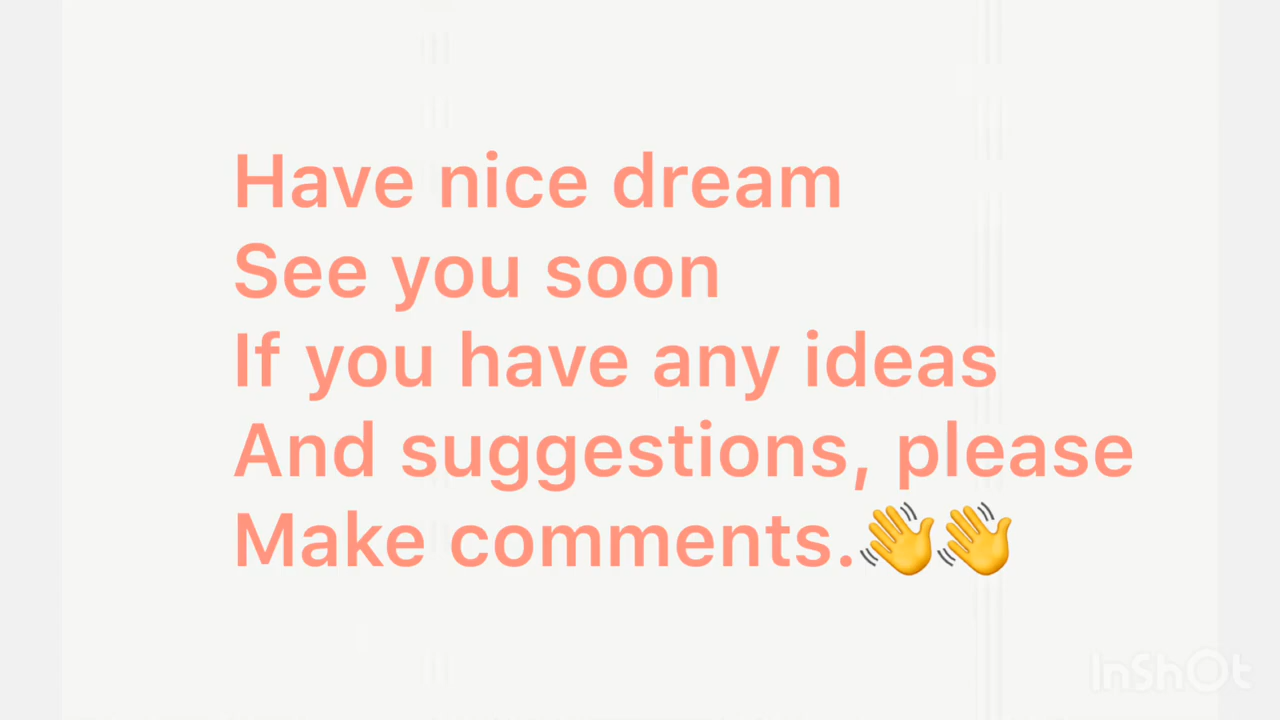 Have nice dream
See you soon
If you have any ideas
And suggestions, please
Make comments.👋👋
InShOt